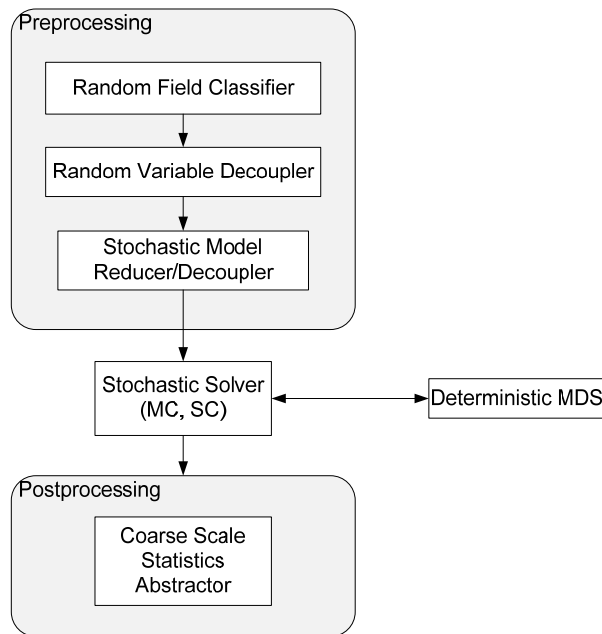 Preprocessing
Random Field Classifier
Random Variable Decoupler
Stochastic Model
Reducer/Decoupler
Stochastic Solver
(MC, SC)
Deterministic MDS
Postprocessing
Coarse Scale
Statistics
Abstractor